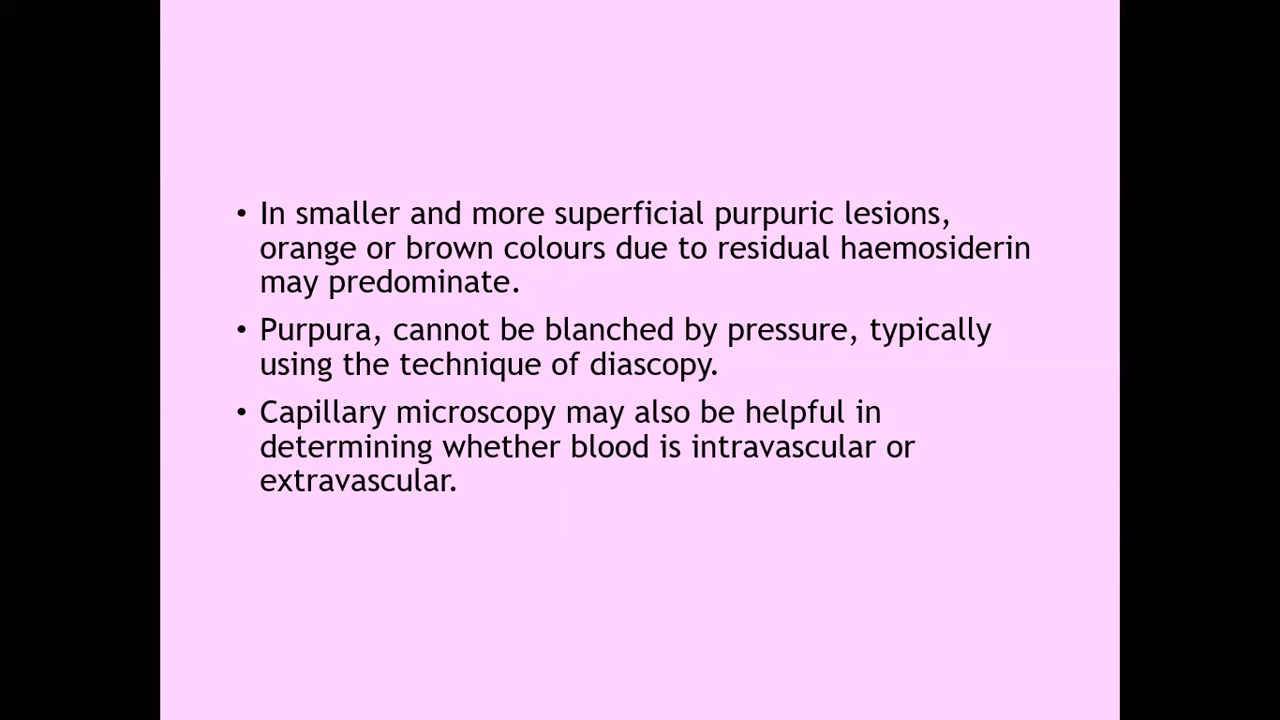 • In smaller and more superficial purpuric lesions,
orange or brown colours due to residual haemosiderin
may predominate.
• Purpura, cannot be blanched by pressure, typically
using the technique of diascopy.
• Capillary microscopy may also be helpful in
determining whether blood is intravascular or
extravascular.